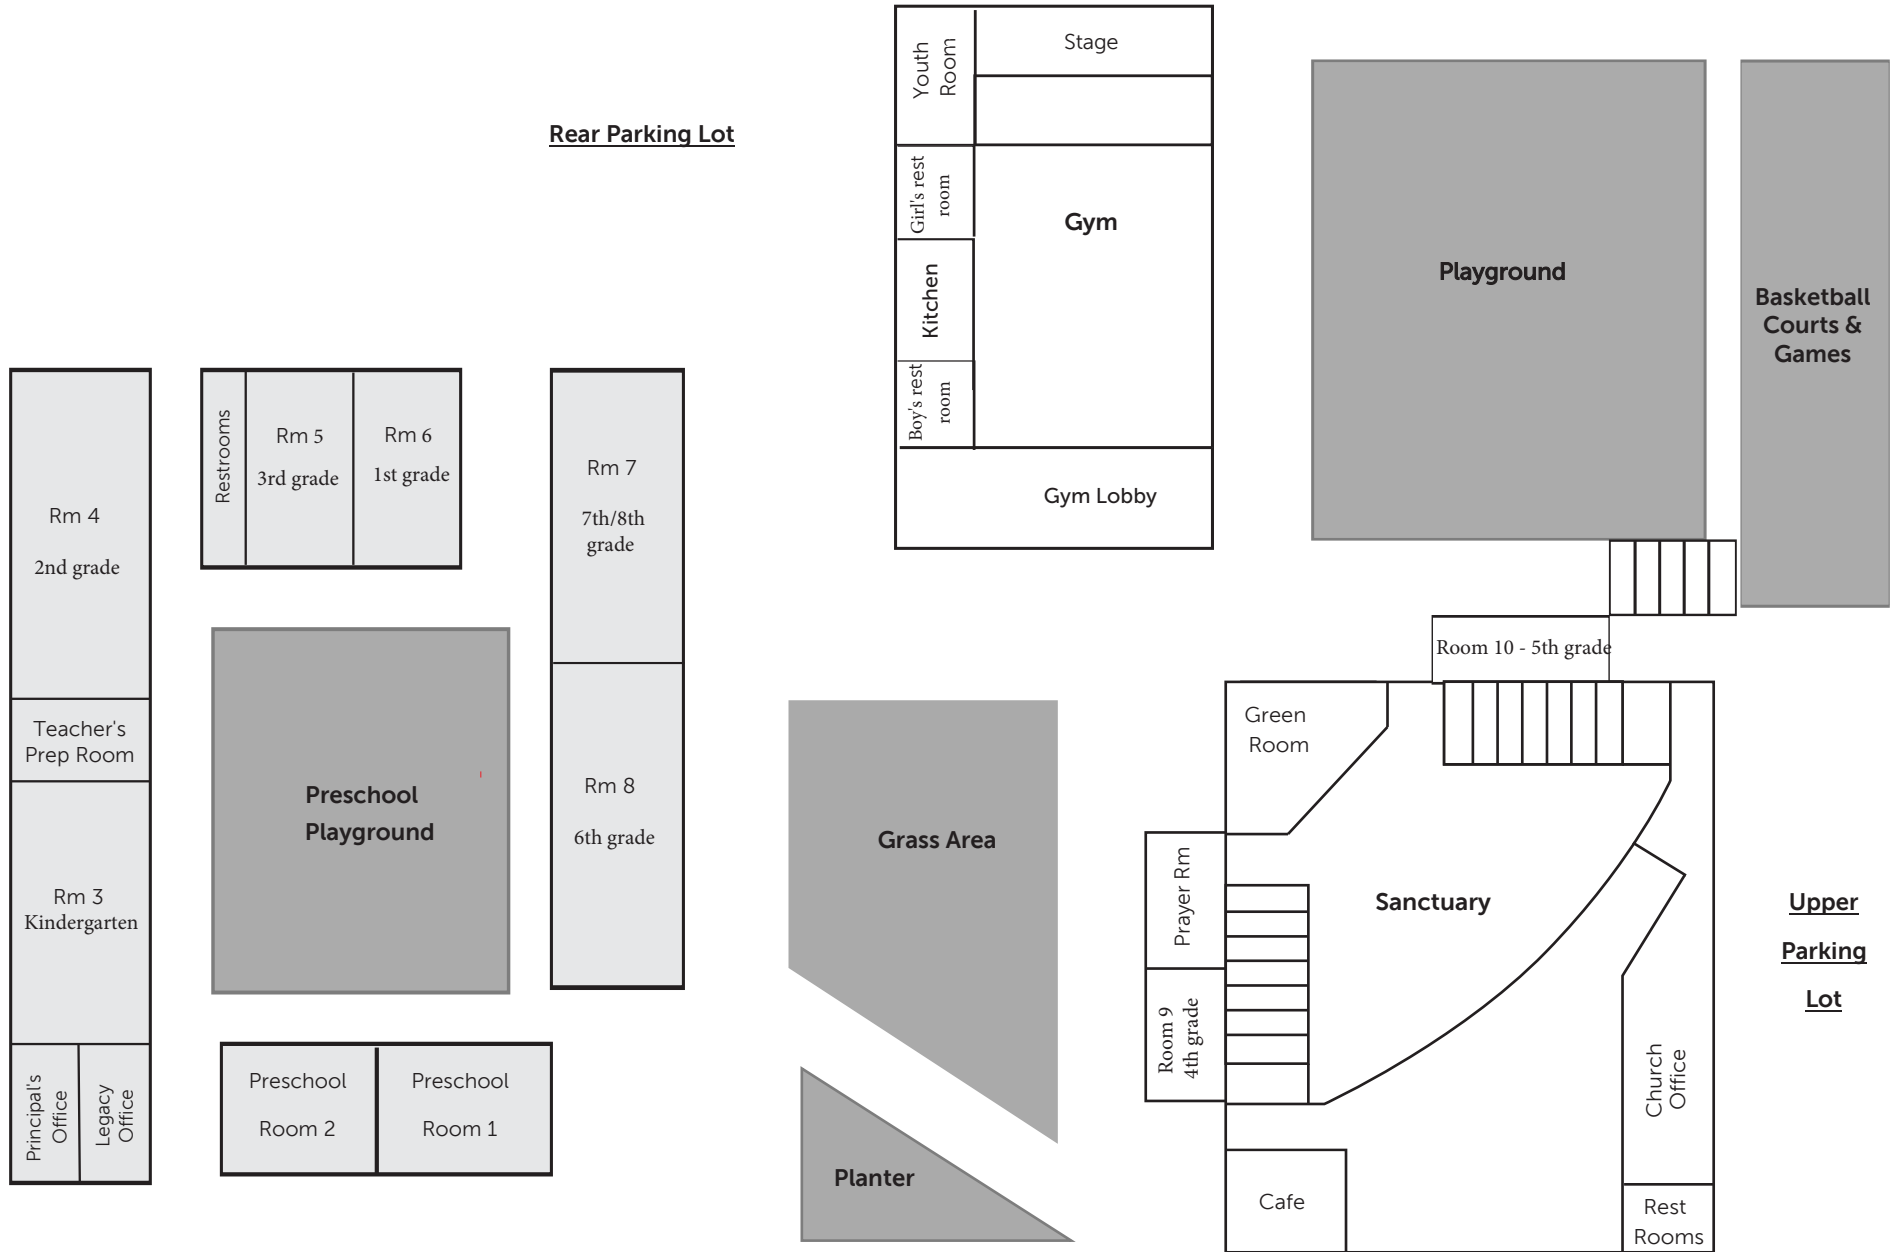 Youth
Room
Stage
Rear Parking Lot
Girl's rest
room
Gym
Kitchen
Boy's rest
room
Gym Lobby
Playground
Basketball
Courts &
Games
Rm 4
2nd grade
Restrooms
Rm 5
3rd grade
Rm 6
1st grade
Rm 7
7th/8th
grade
Teacher's
Prep Room
Rm 3
Kindergarten
Preschool
Playground
Rm 8
6th grade
Principal's
Office
Legacy
Office
Preschool
Room 2
Preschool
Room 1
Grass Area
Planter
Room 10 - 5th grade
Green
Room
Prayer Rm
Room 9
4th grade
Sanctuary
Church
Office
Cafe
Rest
Rooms
Upper
Parking
Lot